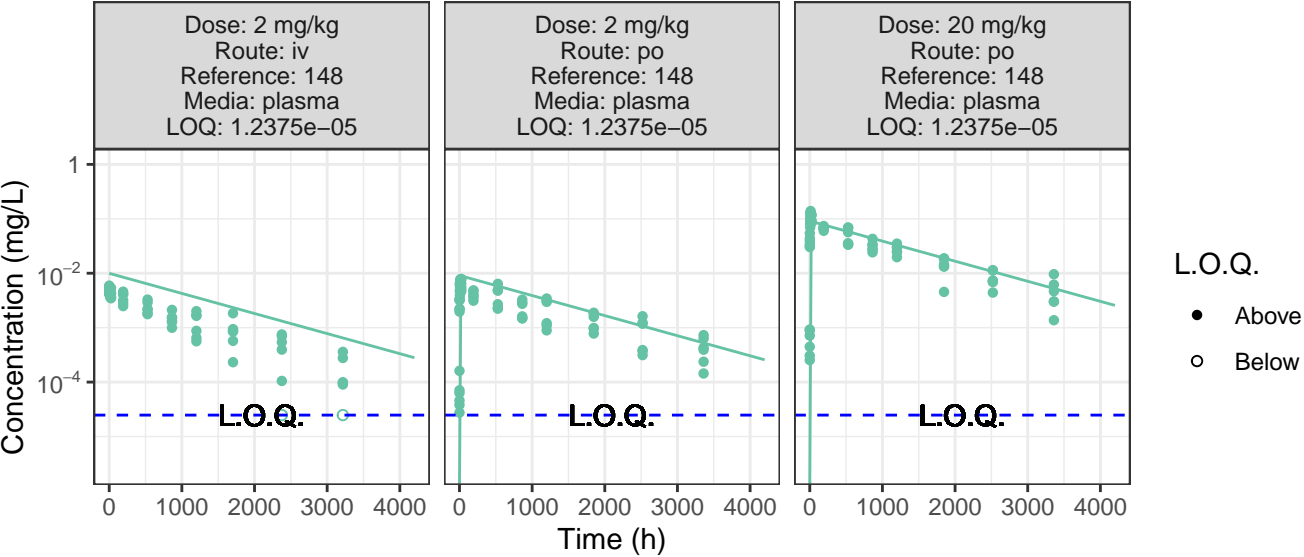 Dose: 2 mg/kg
Route: iv
Reference: 148
Media: plasma
LOQ: 1.2375e−05
Dose: 2 mg/kg
Route: po
Reference: 148
Media: plasma
LOQ: 1.2375e−05
Dose: 20 mg/kg
Route: po
Reference: 148
Media: plasma
LOQ: 1.2375e−05
Concentration (mg/L)
1
10−2
10−4
L.O.Q.
L.O.Q.
L.O.Q.
0 1000 2000 3000 4000
0 1000 2000 3000 4000
0 1000 2000 3000 4000
Time (h)
L.O.Q.
Above
Below